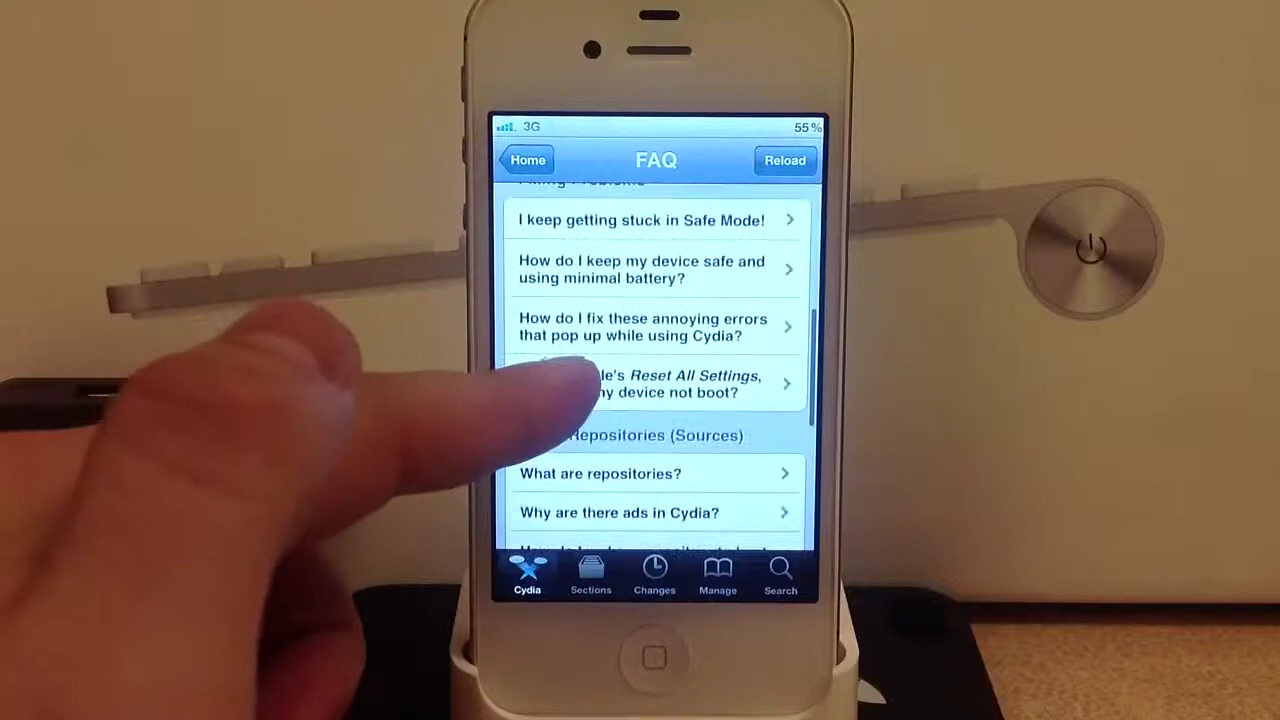 3G 55%
Home FAQ Reload
I keep getting stuck in Safe Mode!
How do I keep my device safe and
using minimal battery?
How do I fix these annoying errors
that pop up while using Cydia?
Reset All Settings,
device not boot?
Repositories (Sources)
What are repositories?
Why are there ads in Cydia?
Cydia Sections Changes Manage Search